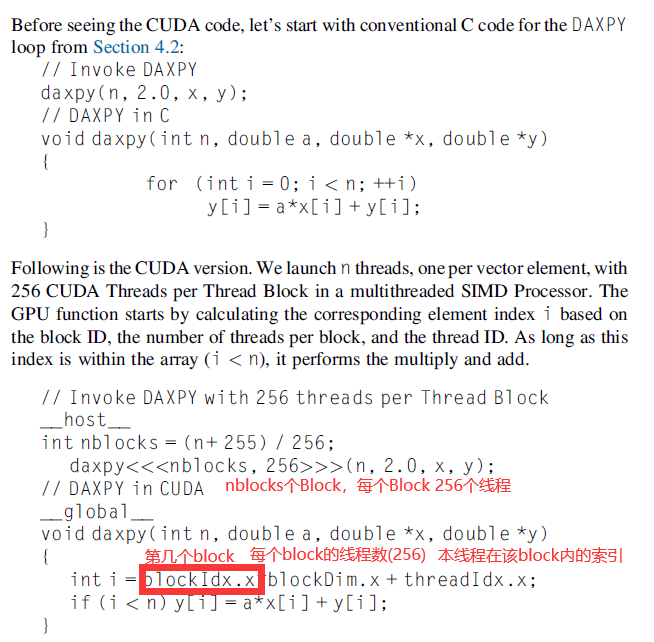 Before seeing the CUDA code, let's start with conventional C code for the DAXPY
loop from Section 4.2:
// Invoke DAXPY
daxpy(n, 2.0, x, y);
// DAXPY in C
void daxpy(int n, double a, double *x, double *y)
{
for (int i = 0; i < n; ++i)
y[i] = a*x[i] + y[i];
}
Following is the CUDA version. We launch n threads, one per vector element, with
256 CUDA Threads per Thread Block in a multithreaded SIMD Processor. The
GPU function starts by calculating the corresponding element index i based on
the block ID, the number of threads per block, and the thread ID. As long as this
index is within the array (i < n), it performs the multiply and add.
// Invoke DAXPY with 256 threads per Thread Block
__host__
int nblocks = (n+ 255) / 256;
daxpy<<<nblocks, 256>>>(n, 2.0, x, y);
// DAXPY in CUDA nblocks个Block，每个Block 256个线程
__global__
void daxpy(int n, double a, double *x, double *y)
{ 第几个block 每个block的线程数(256) 本线程在该block内的索引
int i = blockIdx.x*blockDim.x + threadIdx.x;
if (i < n) y[i] = a*x[i] + y[i];
}